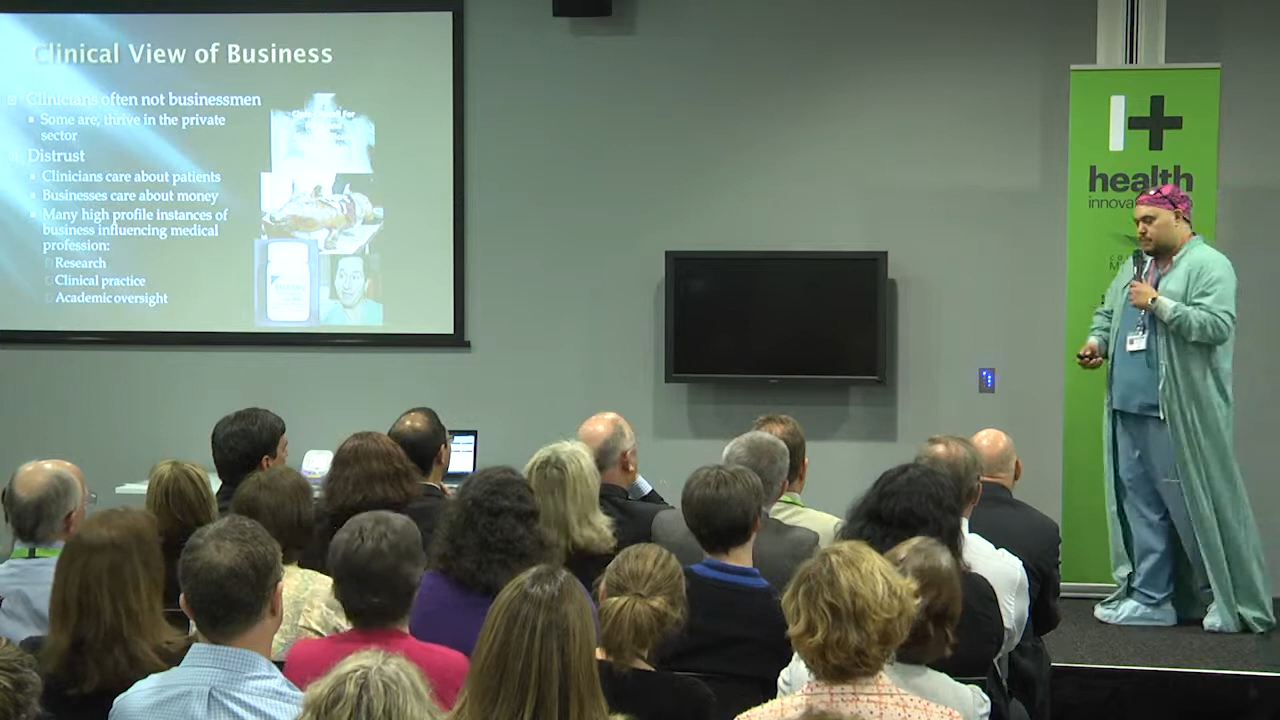 Clinical View of Business
Clinicians often not businessmen
Some are, thrive in the private
sector
Distrust
Clinicians care about patients
Businesses care about money
Many high profile instances of
business influencing medical
profession:
Research
Clinical practice
Academic oversight
health